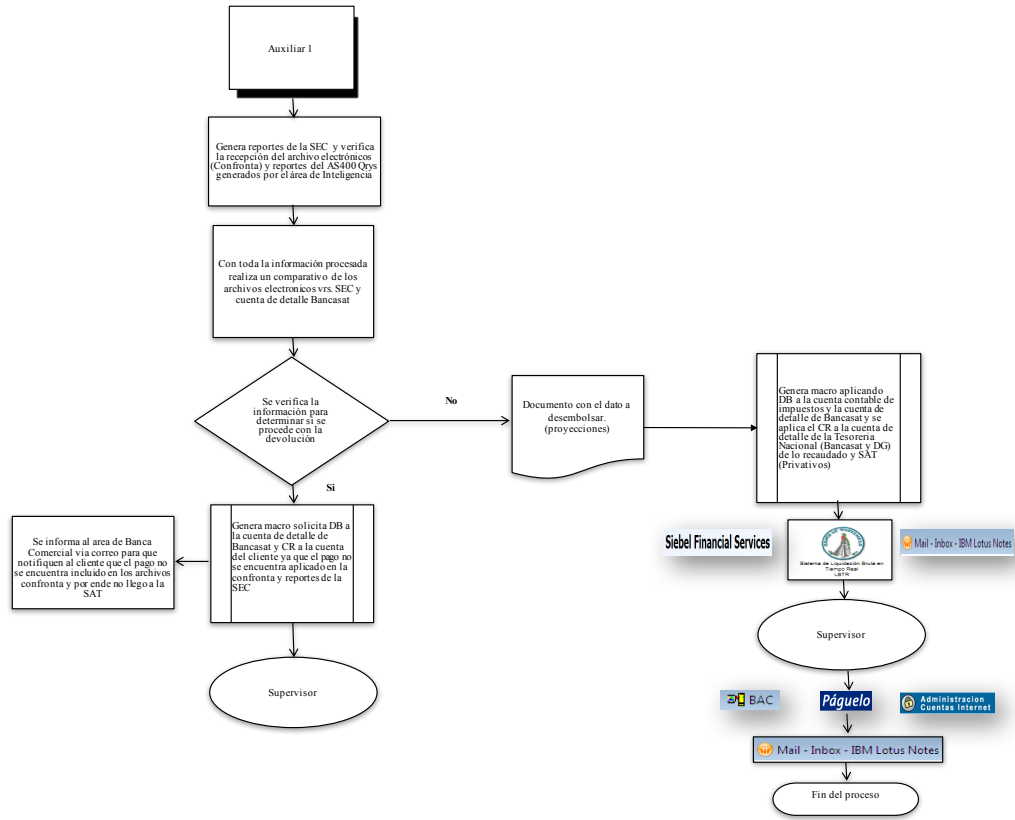 Auxiliar 1
Genera reportes de la SEC y verifica
la recepción del archivo electrónicos
(Confronta) y reportes del AS400 Qrys
generados por el área de Inteligencia
Con toda la información procesada
realiza un comparativo de los
archivos electronicos vrs. SEC y
cuenta de detalle Bancasat
Se verifica la
información para
determinar si se
procede con la
devolución
No
Documento con el dato a
desembolsar.
(proyecciones)
Genera macro aplicando
DB a la cuenta contable de
impuestos y la cuenta de
detalle de Bancasat y se
aplica el CR a la cuenta de
detalle de la Tesoreria
Nacional (Bancasat y DG)
de lo recaudado y SAT
(Privativos)
Si
Genera macro solicita DB a
la cuenta de detalle de
Bancasat y CR a la cuenta
del cliente ya que el pago no
se encuentra aplicado en la
confronta y reportes de la
SEC
Se informa al area de Banca
Comercial via correo para que
notifiquen al cliente que el pago no
se encuentra incluido en los archivos
confronta y por ende no llego a la
SAT
Supervisor
Siebel Financial Services
Sistema de Liquidación Bruta en
Tiempo Real
LBTR
Mail - Inbox - IBM Lotus Notes
Supervisor
BAC
Páguelo
Administracion
Cuentas Internet
Mail - Inbox - IBM Lotus Notes
Fin del proceso